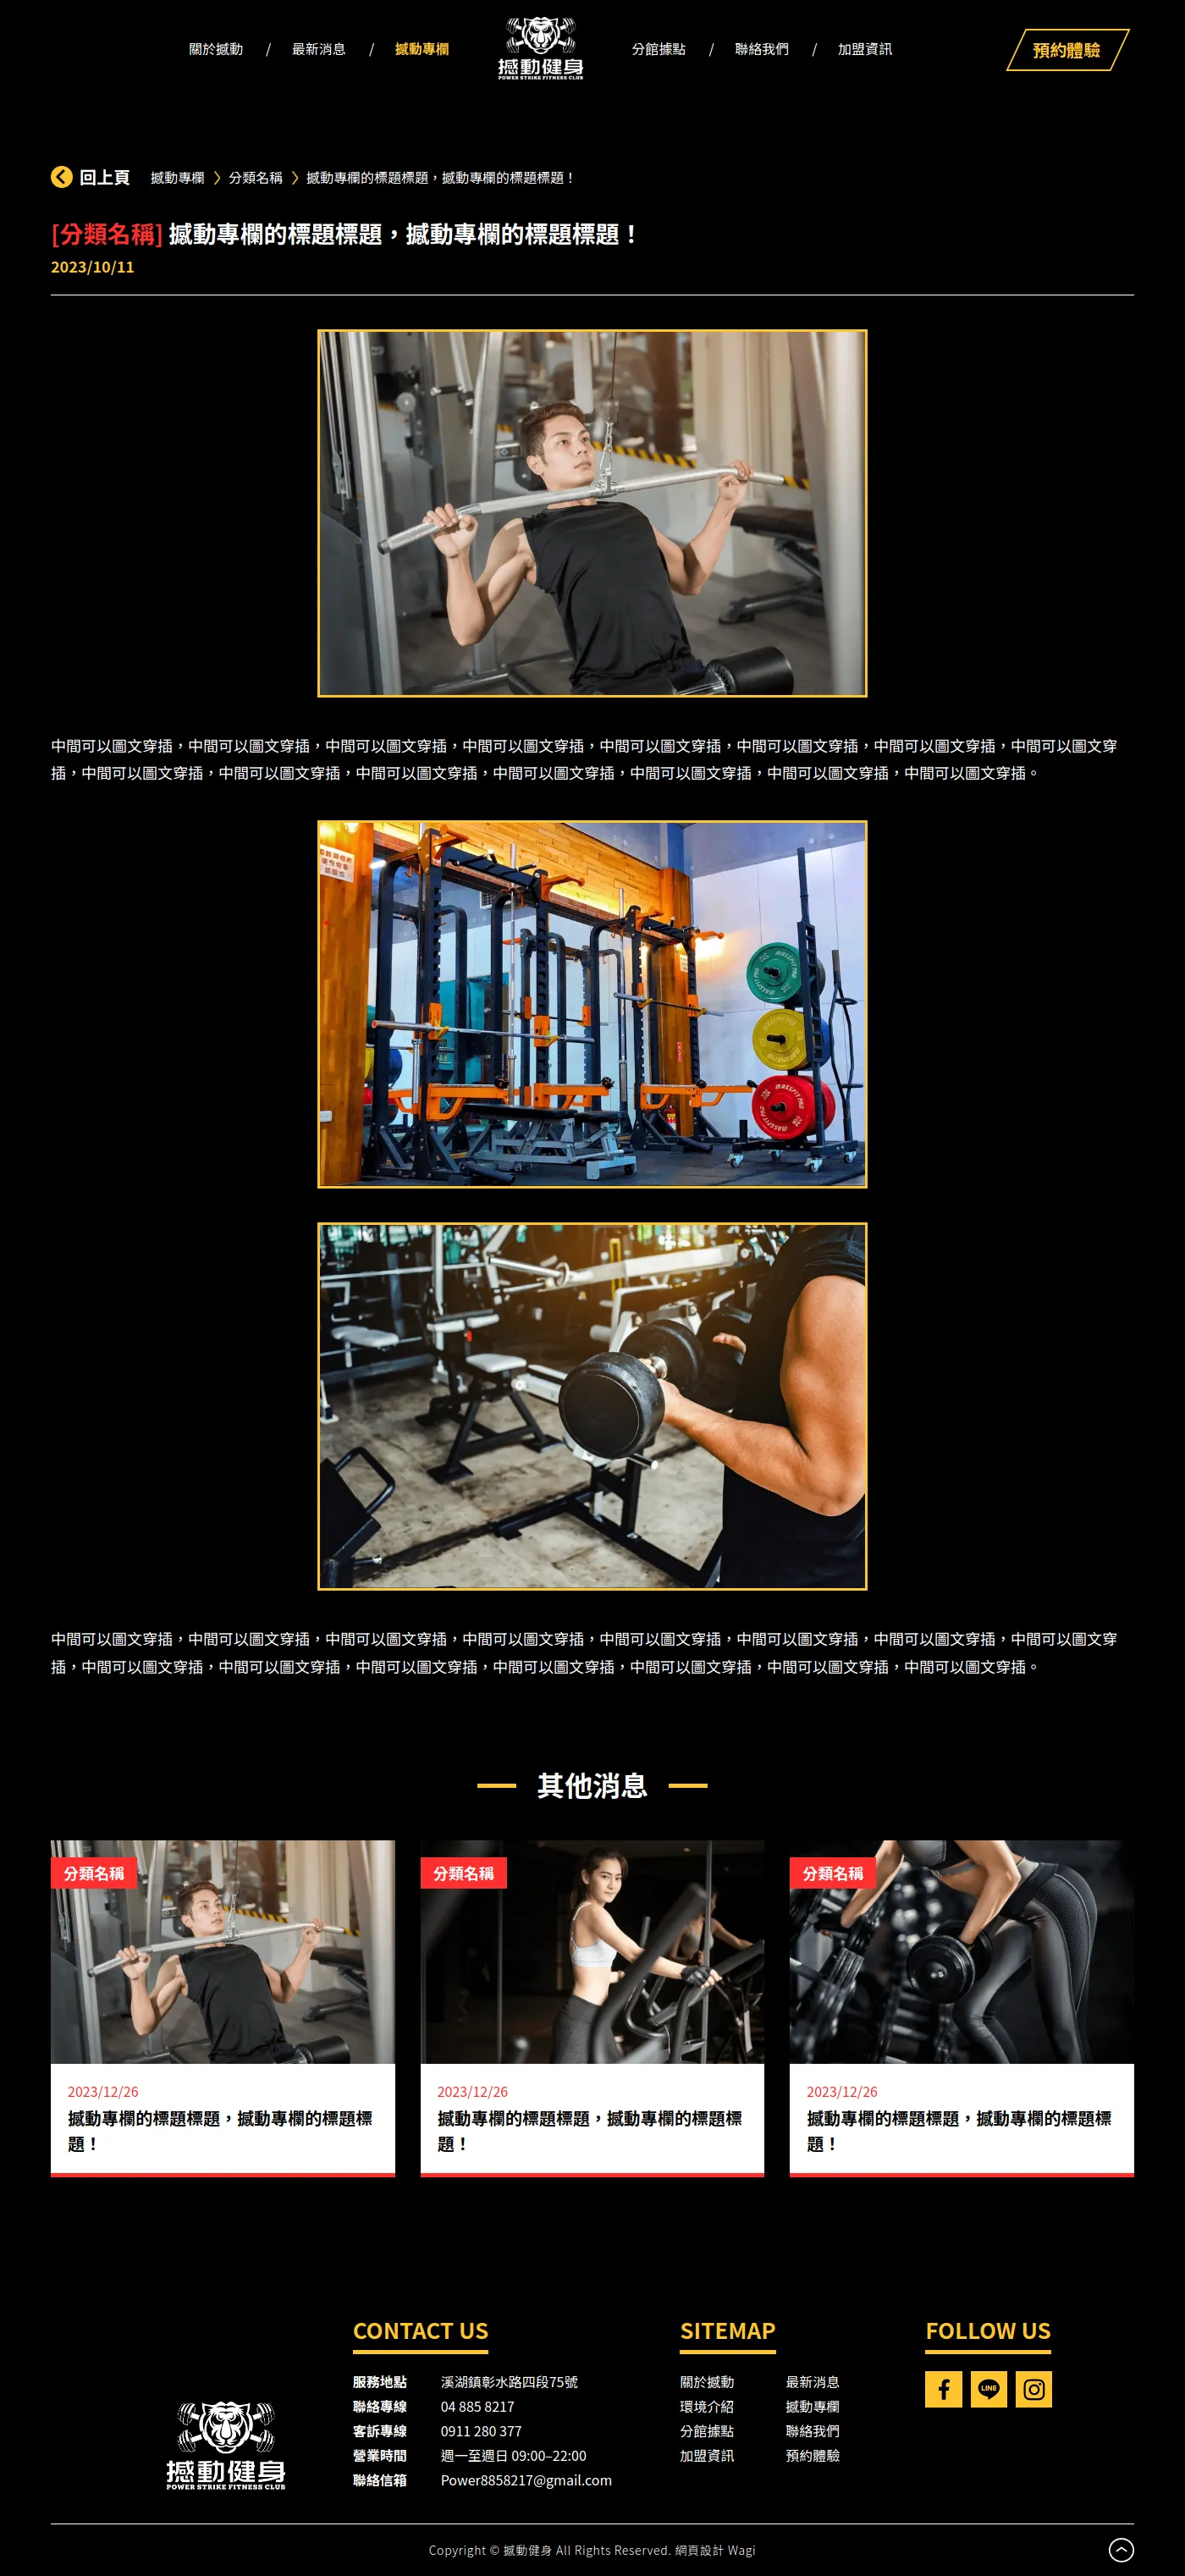 關於撼動 / 最新消息 / 撼動專欄
撼動健身
POWER STRIKE FITNESS CLUB
分館據點 / 聯絡我們 / 加盟資訊
預約體驗
回上頁 撼動專欄 分類名稱 撼動專欄的標題標題，撼動專欄的標題標題！
[分類名稱] 撼動專欄的標題標題，撼動專欄的標題標題！
2023/10/11
中間可以圖文穿插，中間可以圖文穿插，中間可以圖文穿插，中間可以圖文穿插，中間可以圖文穿插，中間可以圖文穿插，中間可以圖文穿插，中間可以圖文穿
插，中間可以圖文穿插，中間可以圖文穿插，中間可以圖文穿插，中間可以圖文穿插，中間可以圖文穿插，中間可以圖文穿插，中間可以圖文穿插。
中間可以圖文穿插，中間可以圖文穿插，中間可以圖文穿插，中間可以圖文穿插，中間可以圖文穿插，中間可以圖文穿插，中間可以圖文穿插，中間可以圖文穿
插，中間可以圖文穿插，中間可以圖文穿插，中間可以圖文穿插，中間可以圖文穿插，中間可以圖文穿插，中間可以圖文穿插，中間可以圖文穿插。
其他消息
分類名稱
2023/12/26
撼動專欄的標題標題，撼動專欄的標題標
題！
分類名稱
2023/12/26
撼動專欄的標題標題，撼動專欄的標題標
題！
分類名稱
2023/12/26
撼動專欄的標題標題，撼動專欄的標題標
題！
撼動健身
POWER STRIKE FITNESS CLUB
CONTACT US
服務地點 溪湖鎮彰水路四段75號
聯絡專線 04 885 8217
客訴專線 0911 280 377
營業時間 週一至週日 09:00–22:00
聯絡信箱 Power8858217@gmail.com
SITEMAP
關於撼動 最新消息
環境介紹 撼動專欄
分館據點 聯絡我們
加盟資訊 預約體驗
FOLLOW US
LINE
Copyright © 撼動健身 All Rights Reserved. 網頁設計 Wagi